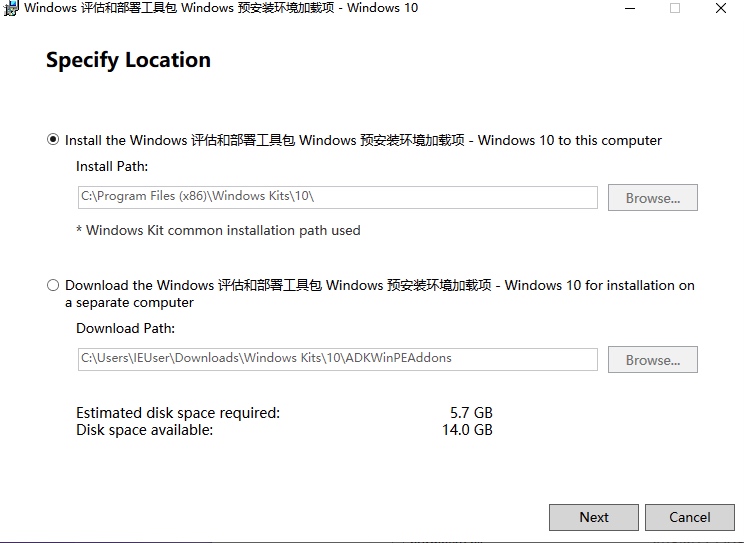 Windows 评估和部署工具包 Windows 预安装环境加载项 - Windows 10
Specify Location
Install the Windows 评估和部署工具包 Windows 预安装环境加载项 - Windows 10 to this computer
Install Path:
C:\Program Files (x86)\Windows Kits\10\
Browse...
* Windows Kit common installation path used
Download the Windows 评估和部署工具包 Windows 预安装环境加载项 - Windows 10 for installation on
a separate computer
Download Path:
C:\Users\IEUser\Downloads\Windows Kits\10\ADKWinPEAddons
Browse...
Estimated disk space required: 5.7 GB
Disk space available: 14.0 GB
Next
Cancel